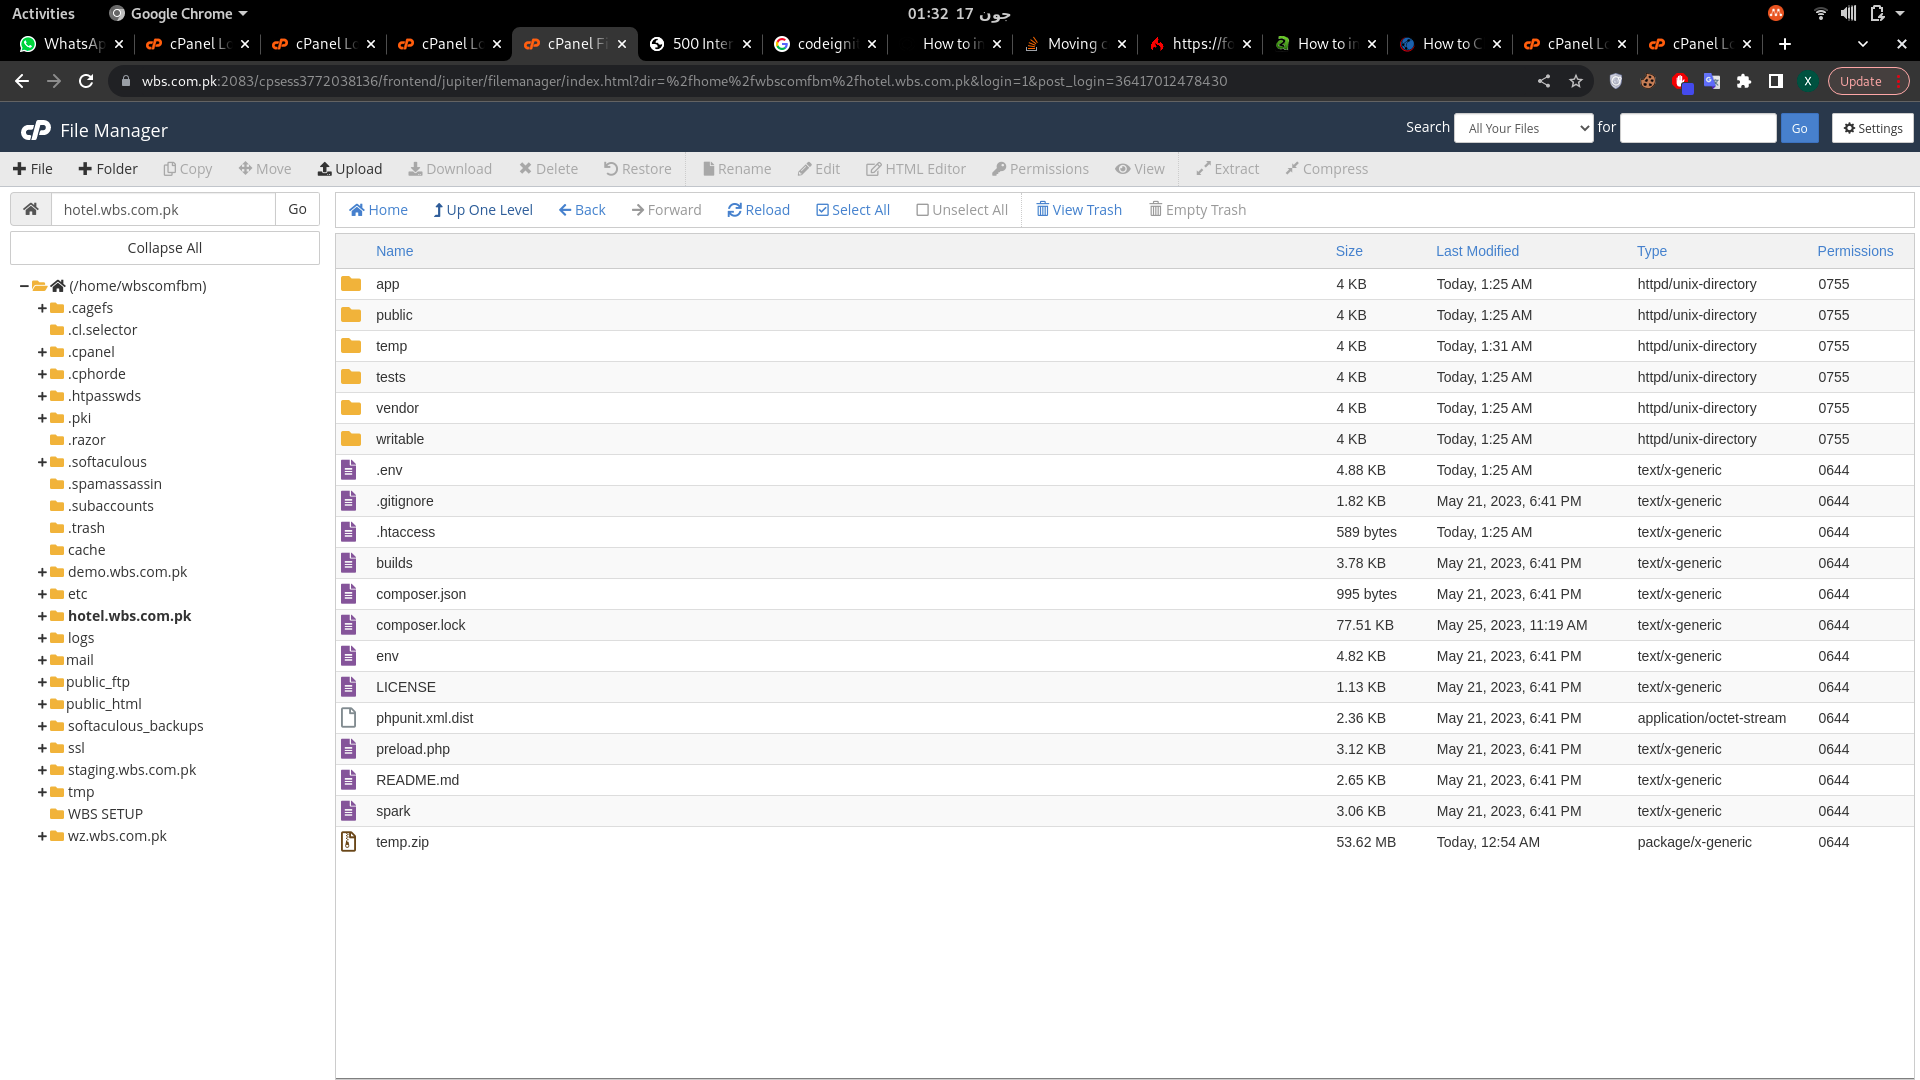 Activities Google Chrome 01:32 17 جون
WhatsAp cPanel Lo cPanel Lo cPanel Lo cPanel Fi 500 Inter codeignit How to in Moving c https://fo How to in How to C cPanel Lo cPanel Lo
wbs.com.pk:2083/cpsess3772038136/frontend/jupiter/filemanager/index.html?dir=%2fhome%2fwbscomfbm%2fhotel.wbs.com.pk&login=1&post_login=36417012478430 X Update
cP File Manager Search All Your Files for Go Settings
File Folder Copy Move Upload Download Delete Restore Rename Edit HTML Editor Permissions View Extract Compress
hotel.wbs.com.pk Go Home Up One Level Back Forward Reload Select All Unselect All View Trash Empty Trash
Collapse All
(/home/wbscomfbm)
.cagefs
.cl.selector
.cpanel
.cphorde
.htpasswds
.pki
.razor
.softaculous
.spamassassin
.subaccounts
.trash
cache
demo.wbs.com.pk
etc
hotel.wbs.com.pk
logs
mail
public_ftp
public_html
softaculous_backups
ssl
staging.wbs.com.pk
tmp
WBS SETUP
wz.wbs.com.pk
Name Size Last Modified Type Permissions
app 4 KB Today, 1:25 AM httpd/unix-directory 0755
public 4 KB Today, 1:25 AM httpd/unix-directory 0755
temp 4 KB Today, 1:31 AM httpd/unix-directory 0755
tests 4 KB Today, 1:25 AM httpd/unix-directory 0755
vendor 4 KB Today, 1:25 AM httpd/unix-directory 0755
writable 4 KB Today, 1:25 AM httpd/unix-directory 0755
.env 4.88 KB Today, 1:25 AM text/x-generic 0644
.gitignore 1.82 KB May 21, 2023, 6:41 PM text/x-generic 0644
.htaccess 589 bytes Today, 1:25 AM text/x-generic 0644
builds 3.78 KB May 21, 2023, 6:41 PM text/x-generic 0644
composer.json 995 bytes May 21, 2023, 6:41 PM text/x-generic 0644
composer.lock 77.51 KB May 25, 2023, 11:19 AM text/x-generic 0644
env 4.82 KB May 21, 2023, 6:41 PM text/x-generic 0644
LICENSE 1.13 KB May 21, 2023, 6:41 PM text/x-generic 0644
phpunit.xml.dist 2.36 KB May 21, 2023, 6:41 PM application/octet-stream 0644
preload.php 3.12 KB May 21, 2023, 6:41 PM text/x-generic 0644
README.md 2.65 KB May 21, 2023, 6:41 PM text/x-generic 0644
spark 3.06 KB May 21, 2023, 6:41 PM text/x-generic 0644
temp.zip 53.62 MB Today, 12:54 AM package/x-generic 0644